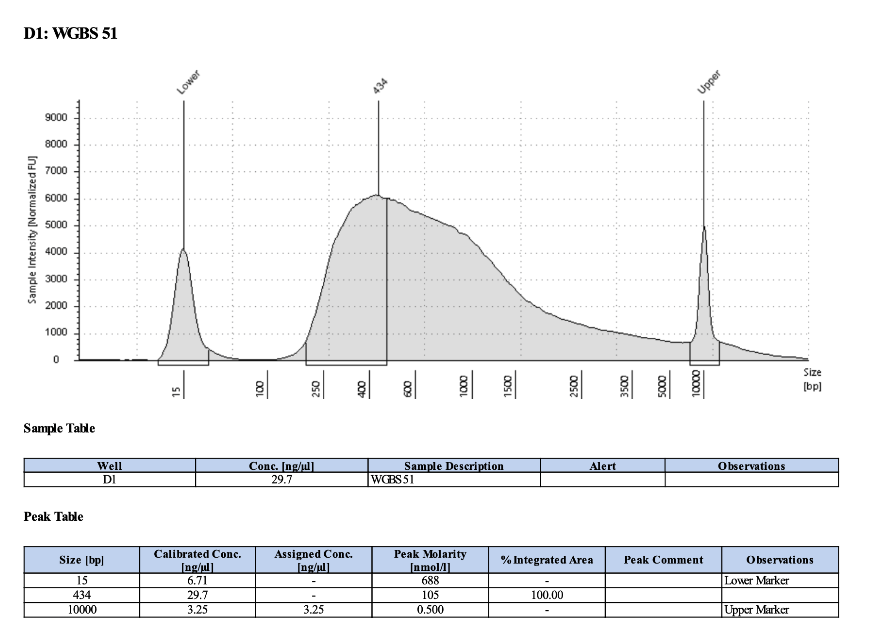 D1: WGBS 51
Lower
434
Upper
Sample Intensity [Normalized FU]
9000
8000
7000
6000
5000
4000
3000
2000
1000
0
15
100
250
400
600
1000
1500
2500
3500
5000
10000
Size
[bp]
Sample Table
Well Conc. [ng/µl] Sample Description Alert Observations
D1 29.7 WGBS 51
Peak Table
Size [bp] Calibrated Conc. [ng/µl] Assigned Conc. [ng/µl] Peak Molarity [nmol/l] % Integrated Area Peak Comment Observations
15 6.71 - 688 - Lower Marker
434 29.7 - 105 100.00
10000 3.25 3.25 0.500 - Upper Marker